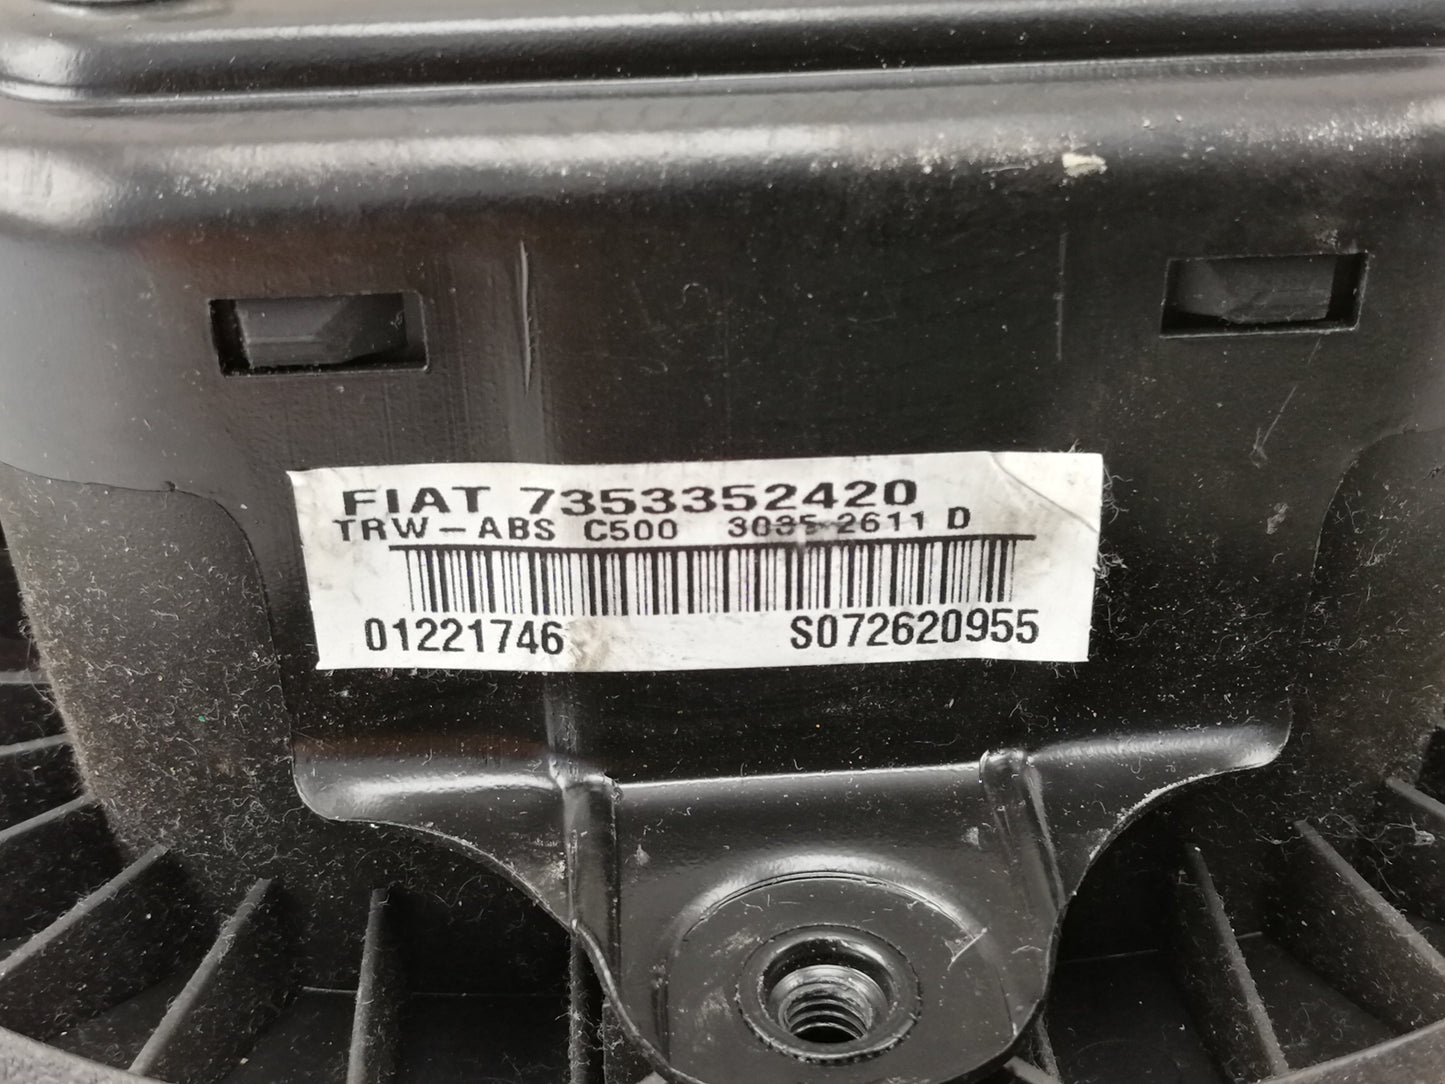 FIAT 7353352420
TRW-ABS C500 3035 2611 D
01221746 S072620955